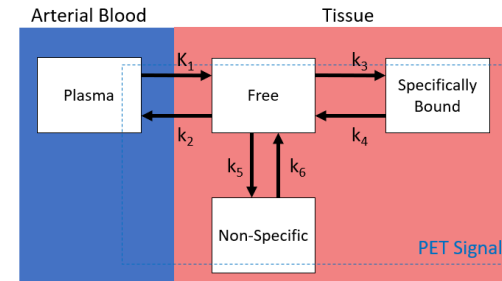 Arterial Blood
Tissue
K1
k3
Plasma
Free
Specifically
Bound
k2
k4
k5
k6
Non-Specific
PET Signal